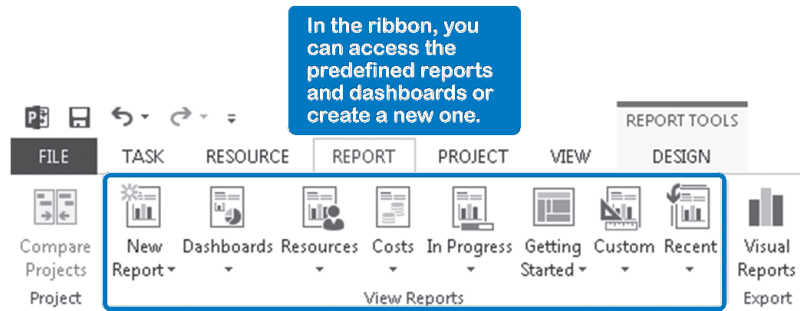 In the ribbon, you
can access the
predefined reports
and dashboards or
create a new one.
REPORT TOOLS
FILE TASK RESOURCE REPORT PROJECT VIEW DESIGN
Compare Projects
New Report
Dashboards
Resources
Costs
In Progress
Getting Started
Custom
Recent
Visual Reports
Project View Reports Export